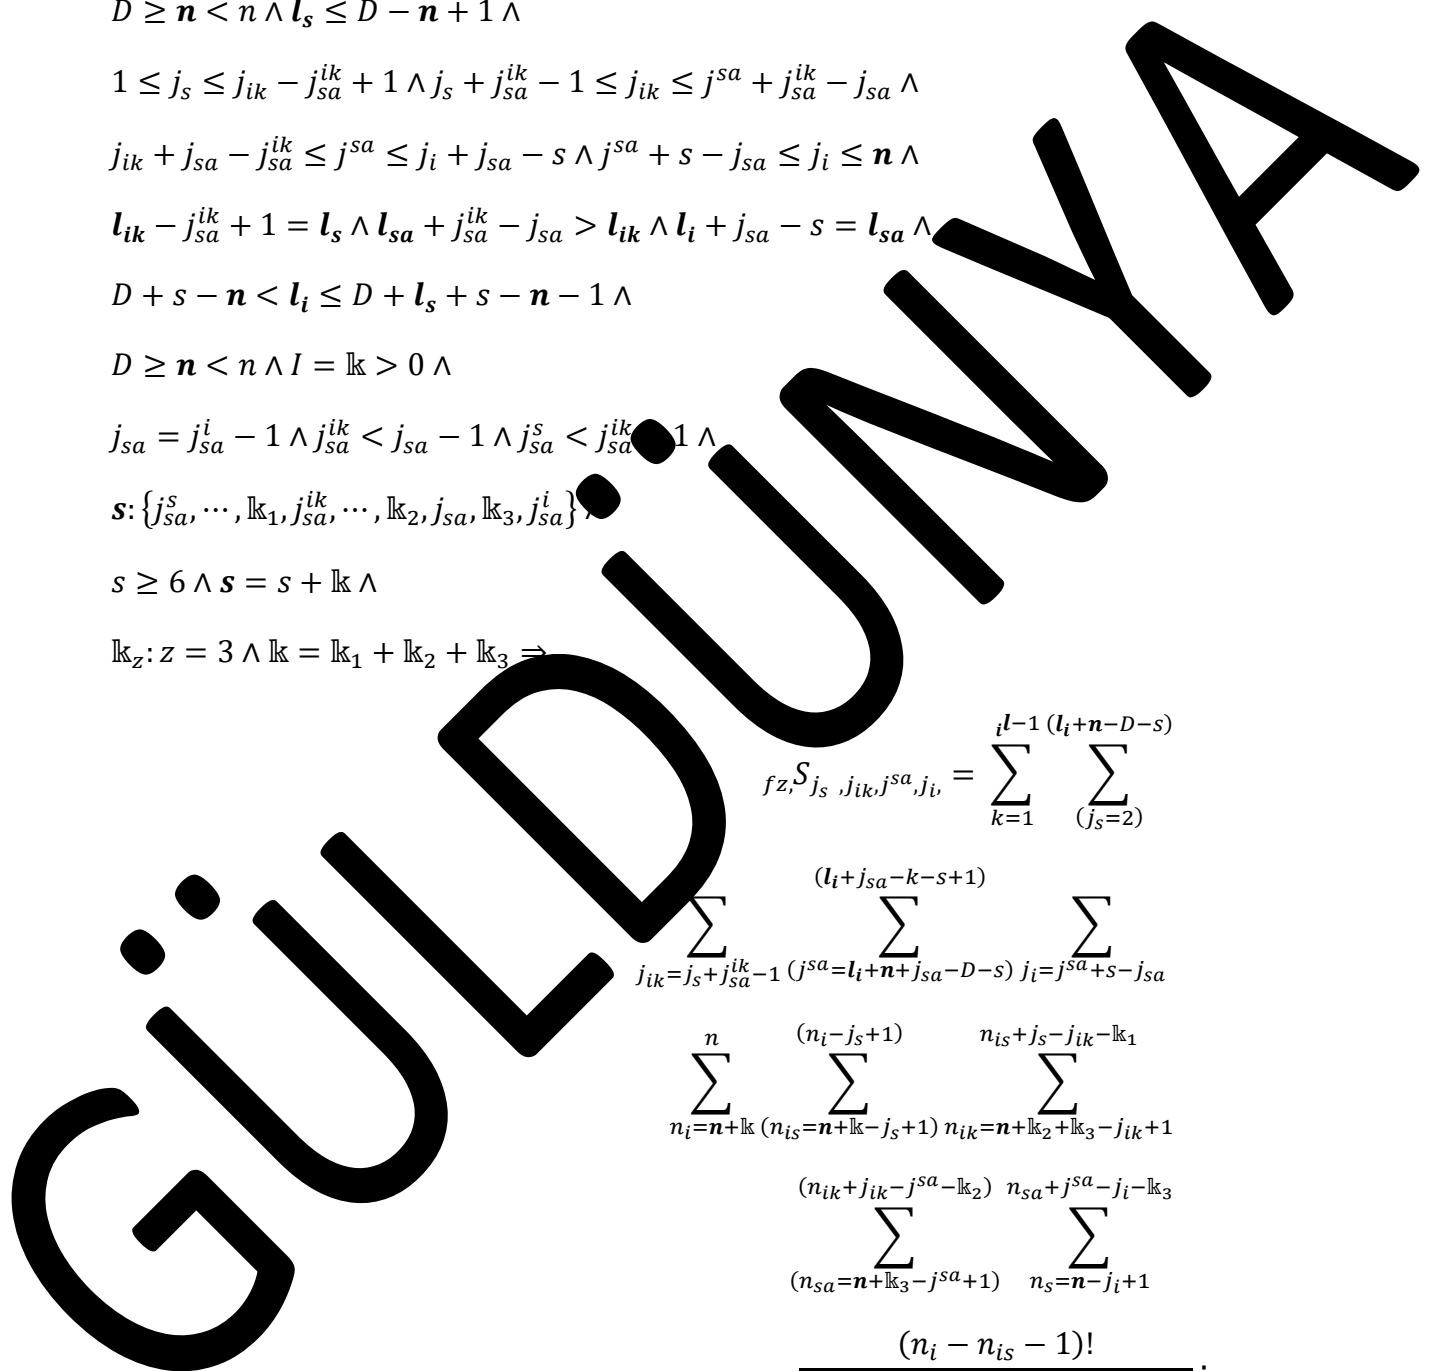 D ≥ n < n ∧ l_s ≤ D − n + 1 ∧
1 ≤ j_s ≤ j_{ik} − j_{sa}^{ik} + 1 ∧ j_s + j_{sa}^{ik} − 1 ≤ j_{ik} ≤ j^{sa} + j_{sa}^{ik} − j_{sa} ∧
j_{ik} + j_{sa} − j_{sa}^{ik} ≤ j^{sa} ≤ j_i + j_{sa} − s ∧ j^{sa} + s − j_{sa} ≤ j_i ≤ n ∧
l_{ik} − j_{sa}^{ik} + 1 = l_s ∧ l_{sa} + j_{sa}^{ik} − j_{sa} > l_{ik} ∧ l_i + j_{sa} − s = l_{sa} ∧
D + s − n < l_i ≤ D + l_s + s − n − 1 ∧
D ≥ n < n ∧ I = 𝕜 > 0 ∧
j_{sa} = j_{sa}^i − 1 ∧ j_{sa}^{ik} < j_{sa} − 1 ∧ j_{sa}^s < j_{sa}^{ik} 1 ∧
s: {j_{sa}^s, ⋯, 𝕜_1, j_{sa}^{ik}, ⋯, 𝕜_2, j_{sa}, 𝕜_3, j_{sa}^i}
s ≥ 6 ∧ s = s + 𝕜 ∧
𝕜_z: z = 3 ∧ 𝕜 = 𝕜_1 + 𝕜_2 + 𝕜_3 ⇒
_{fz,}S_{j_s ,j_{ik},j^{sa},j_i,} = ∑_{k=1}^{_il−1} ∑_{(j_s=2)}^{(l_i+n−D−s)}
∑_{j_{ik}=j_s+j_{sa}^{ik}−1} ∑_{(j^{sa}=l_i+n+j_{sa}−D−s)}^{(l_i+j_{sa}−k−s+1)} ∑_{j_i=j^{sa}+s−j_{sa}}
∑_{n_i=n+𝕜}^{n} ∑_{(n_{is}=n+𝕜−j_s+1)}^{(n_i−j_s+1)} ∑_{n_{ik}=n+𝕜_2+𝕜_3−j_{ik}+1}^{n_{is}+j_s−j_{ik}−𝕜_1}
∑_{(n_{sa}=n+𝕜_3−j^{sa}+1)}^{(n_{ik}+j_{ik}−j^{sa}−𝕜_2)} ∑_{n_s=n−j_i+1}^{n_{sa}+j^{sa}−j_i−𝕜_3}
(n_i − n_{is} − 1)! ⋅
GÜLDÜNYA